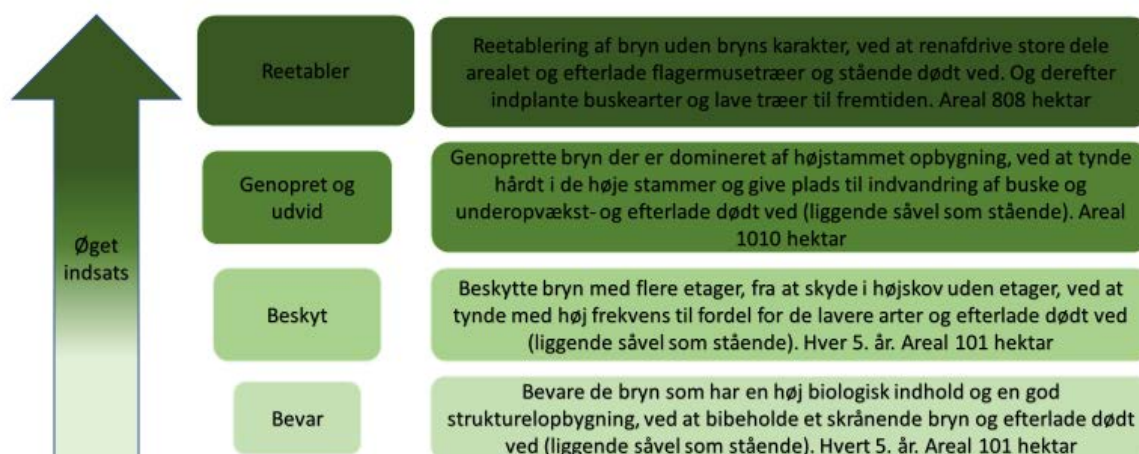 Øget
indsats
Reetabler
Reetablering af bryn uden bryns karakter, ved at renafdrive store dele
arealet og efterlade flagermusetræer og stående dødt ved. Og derefter
indplante buskearter og lave træer til fremtiden. Areal 808 hektar
Genopret og
udvid
Genoprette bryn der er domineret af højstammet opbygning, ved at tynde
hårdt i de høje stammer og give plads til indvandring af buske og
underopvækst- og efterlade dødt ved (liggende såvel som stående). Areal
1010 hektar
Beskyt
Beskytte bryn med flere etager, fra at skyde i højskov uden etager, ved at
tynde med høj frekvens til fordel for de lavere arter og efterlade dødt ved
(liggende såvel som stående). Hver 5. år. Areal 101 hektar
Bevar
Bevare de bryn som har en høj biologisk indhold og en god
strukturelopbygning, ved at bibeholde et skrånende bryn og efterlade dødt
ved (liggende såvel som stående). Hvert 5. år. Areal 101 hektar